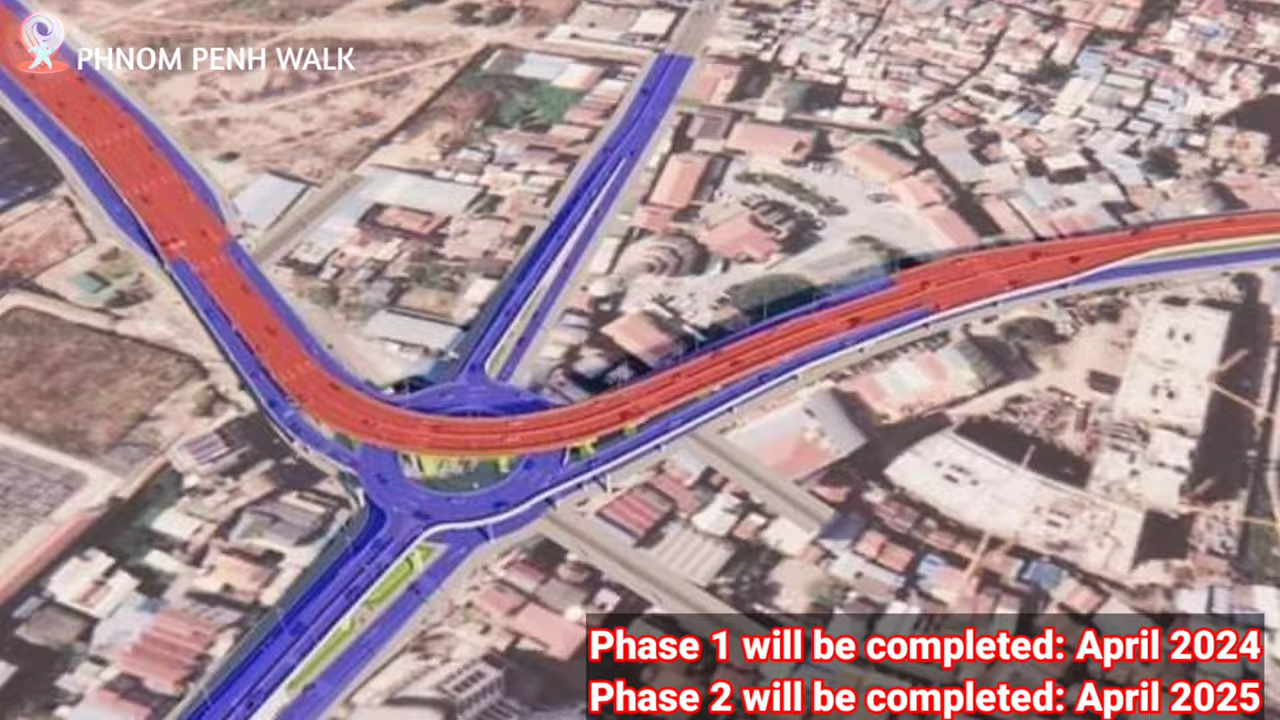 PHNOM PENH WALK
Phase 1 will be completed: April 2024
Phase 2 will be completed: April 2025